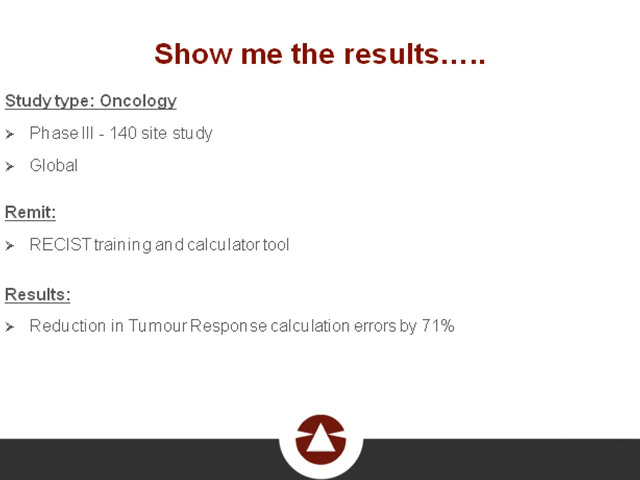 Show me the results.....
Study type: Oncology
➢ Phase III - 140 site study
➢ Global
Remit:
➢ RECIST training and calculator tool
Results:
➢ Reduction in Tumour Response calculation errors by 71%